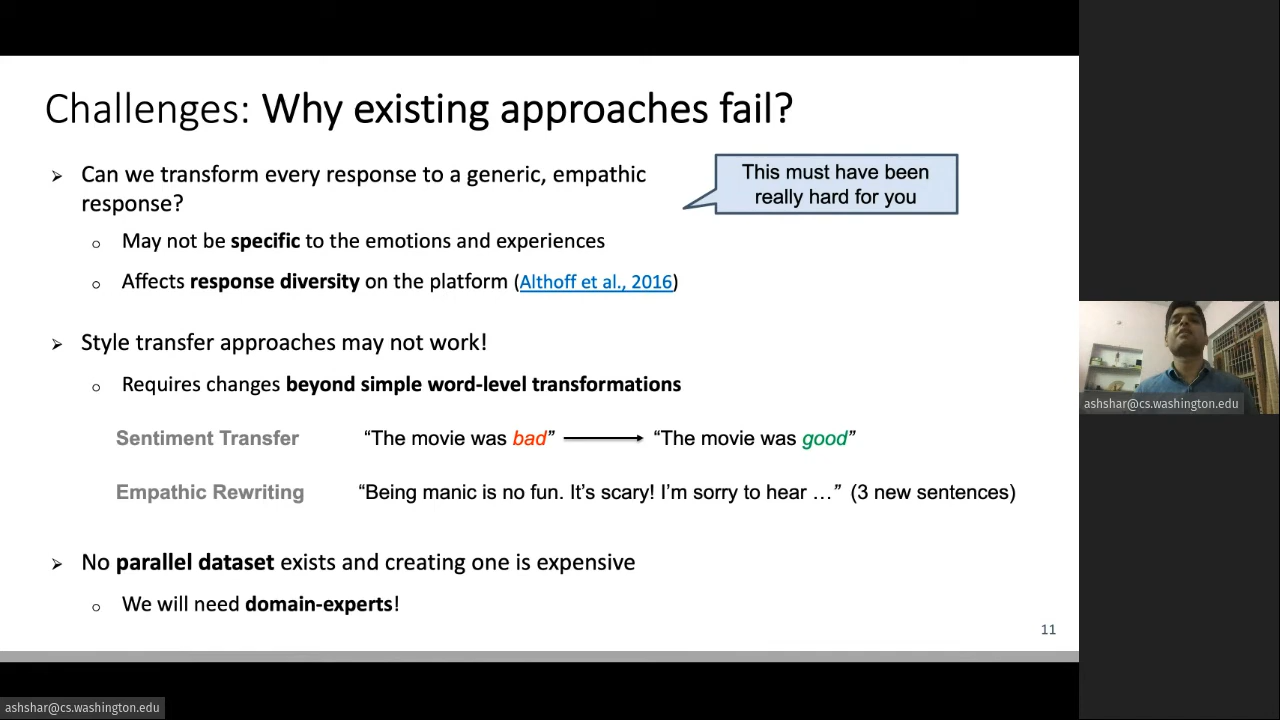 Challenges: Why existing approaches fail?
➢ Can we transform every response to a generic, empathic
response?
This must have been
really hard for you
○ May not be specific to the emotions and experiences
○ Affects response diversity on the platform (Althoff et al., 2016)
➢ Style transfer approaches may not work!
○ Requires changes beyond simple word-level transformations
Sentiment Transfer “The movie was bad” “The movie was good”
Empathic Rewriting “Being manic is no fun. It’s scary! I’m sorry to hear …” (3 new sentences)
➢ No parallel dataset exists and creating one is expensive
○ We will need domain-experts!
11
ashshar@cs.washington.edu
ashshar@cs.washington.edu